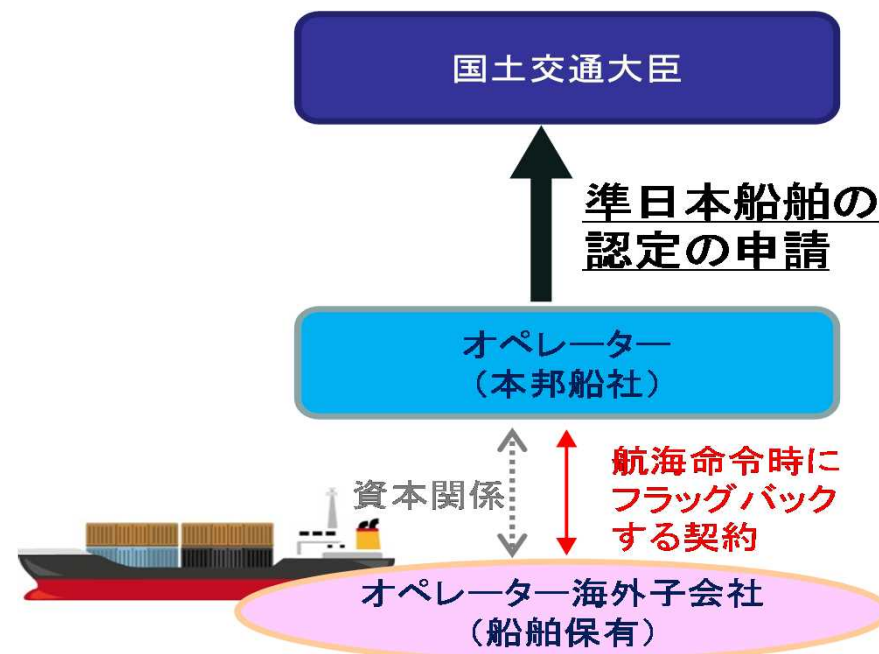 国土交通大臣
準日本船舶の
認定の申請
オペレーター
（本邦船社）
資本関係
航海命令時に
フラッグバック
する契約
オペレーター海外子会社
（船舶保有）